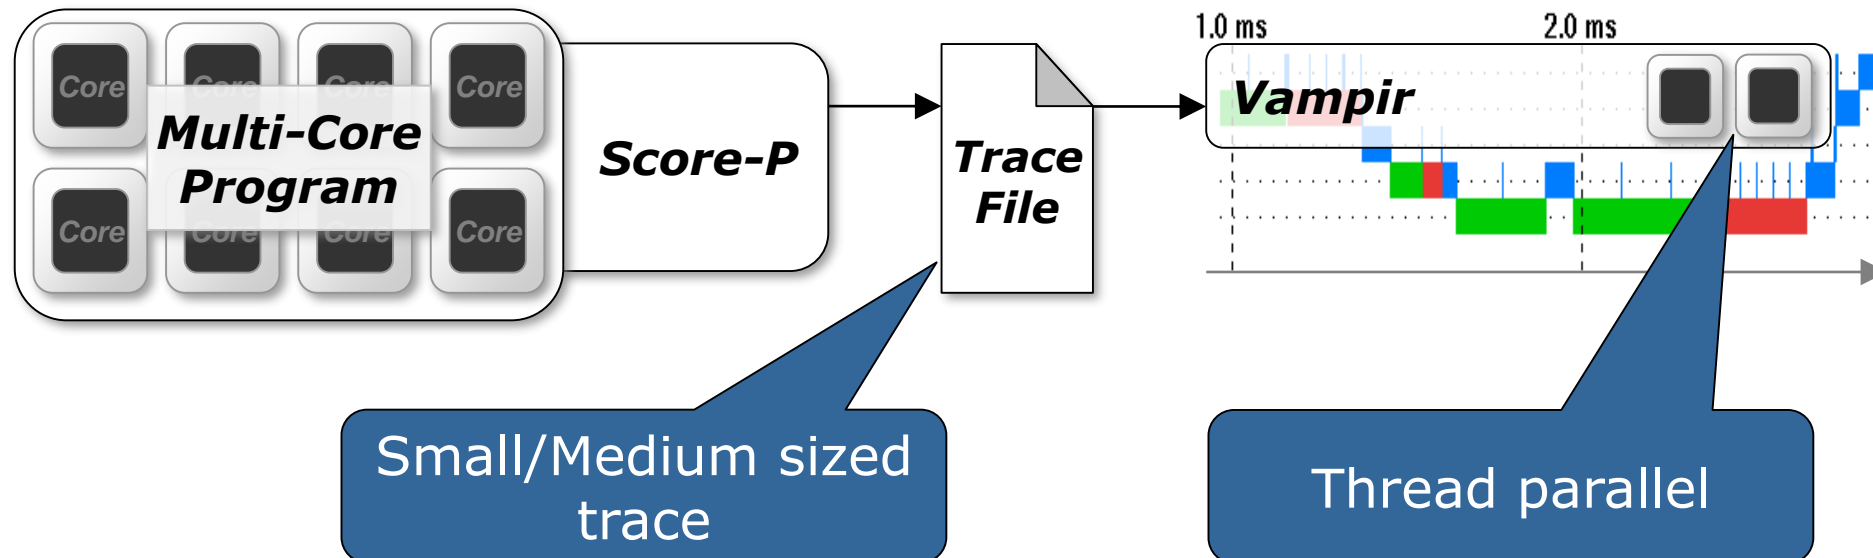 1.0 ms
2.0 ms
Core
Core
Core
Core
Multi-Core
Program
Core
Core
Core
Core
Score-P
Trace
File
Vampir
Small/Medium sized
trace
Thread parallel